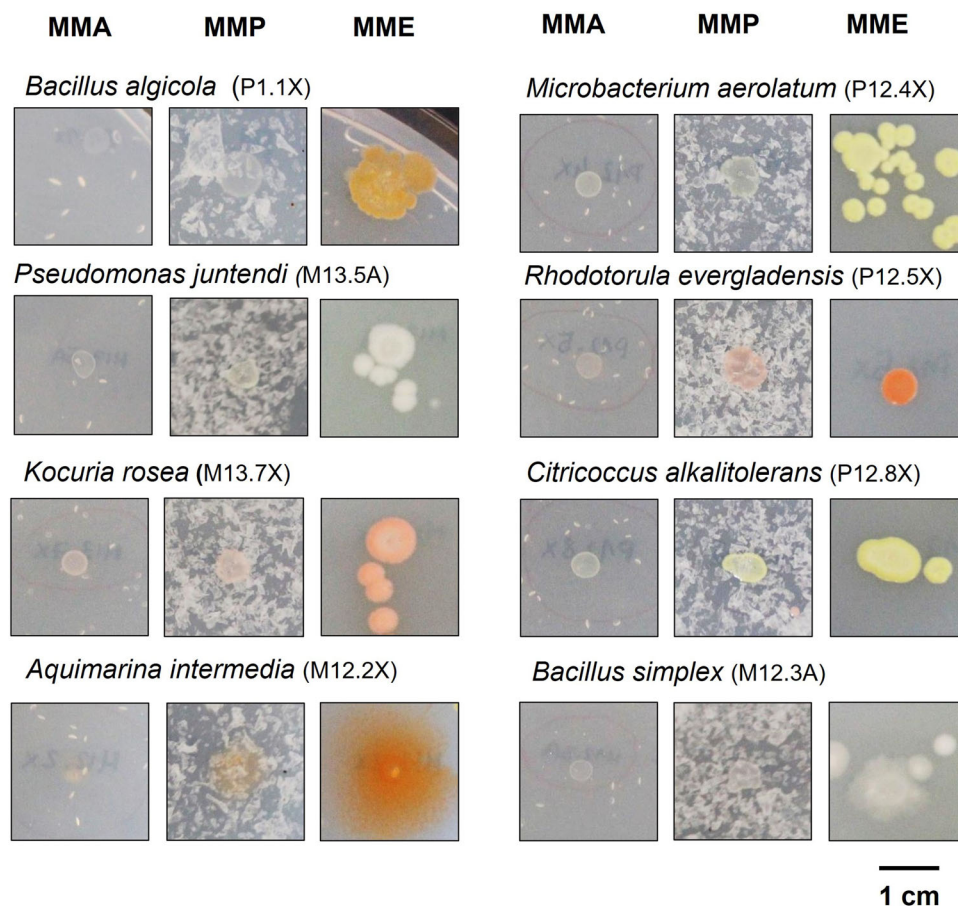 MMA MMP MME MMA MMP MME
Bacillus algicola (P1.1X)
Microbacterium aerolatum (P12.4X)
Pseudomonas juntendi (M13.5A)
Rhodotorula evergladensis (P12.5X)
Kocuria rosea (M13.7X)
Citricoccus alkalitolerans (P12.8X)
Aquimarina intermedia (M12.2X)
Bacillus simplex (M12.3A)
1 cm